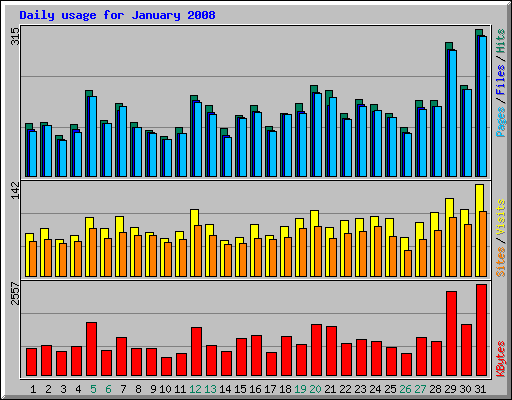 Daily usage for January 2008
315
Pages / Files / Hits
142
Sites / Visits
2557
KBytes
1 2 3 4 5 6 7 8 9 10 11 12 13 14 15 16 17 18 19 20 21 22 23 24 25 26 27 28 29 30 31